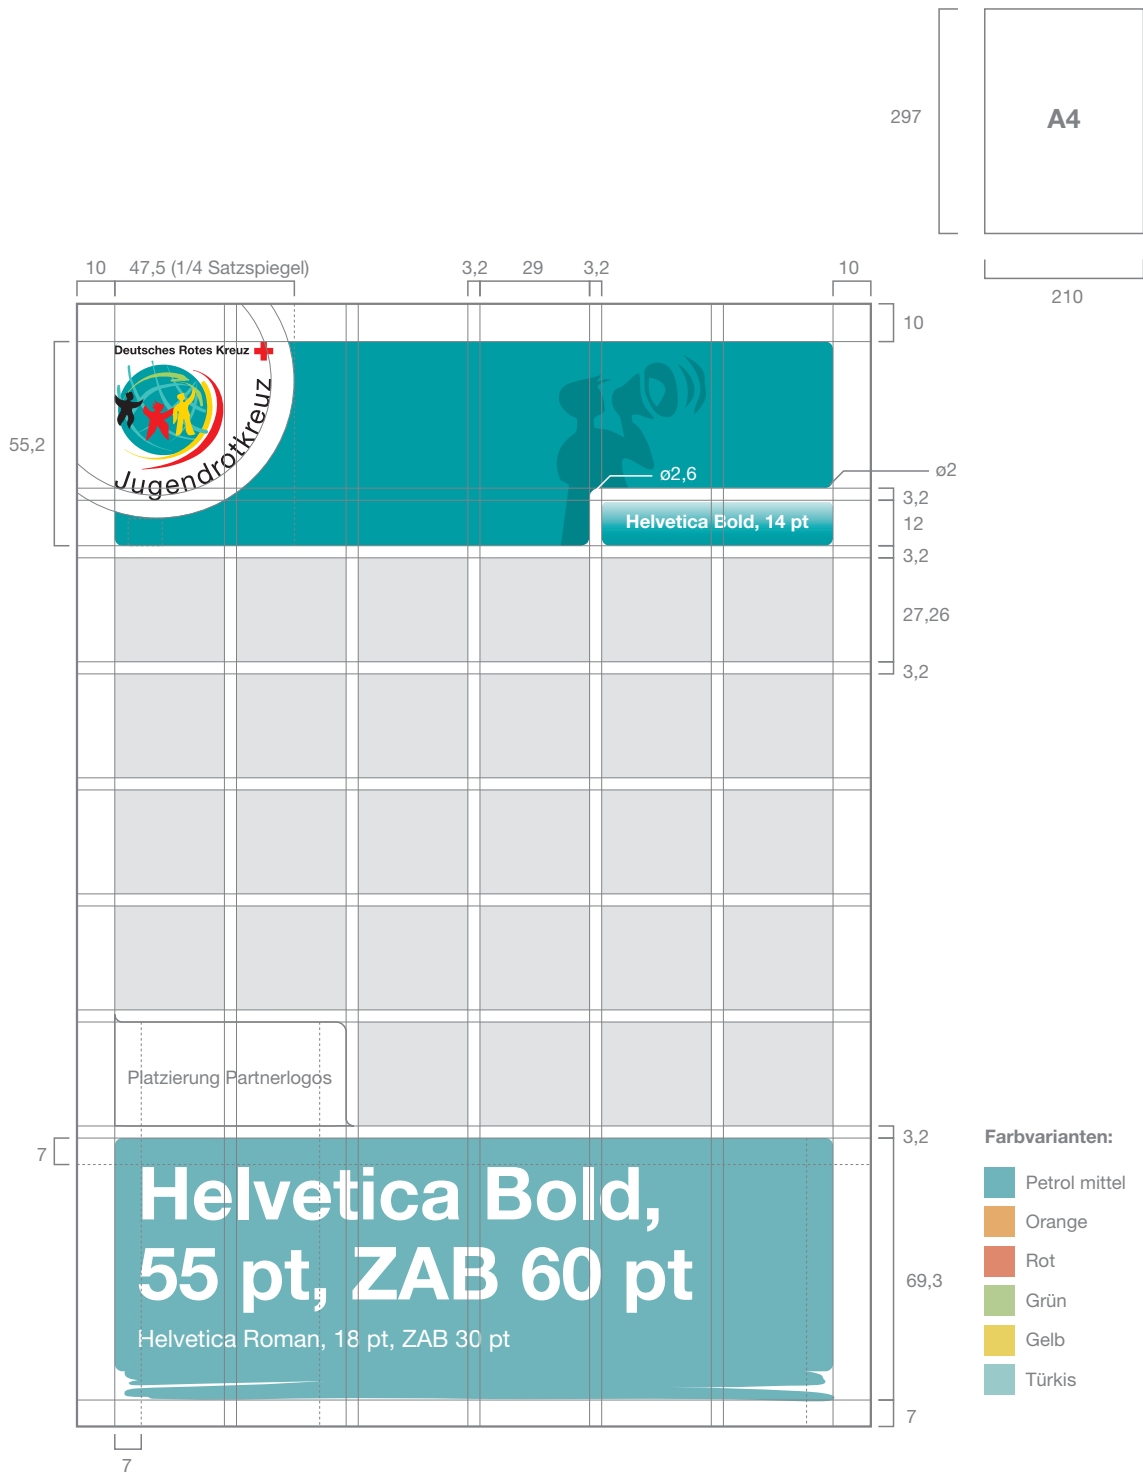 297
A4
210
10
47,5 (1/4 Satzspiegel)
3,2
29
3,2
10
10
Deutsches Rotes Kreuz
Jugendrotkreuz
55,2
ø2,6
ø2
3,2
Helvetica Bold, 14 pt
12
3,2
27,26
3,2
Platzierung Partnerlogos
3,2
7
Helvetica Bold,
55 pt, ZAB 60 pt
Helvetica Roman, 18 pt, ZAB 30 pt
69,3
7
7
Farbvarianten:
Petrol mittel
Orange
Rot
Grün
Gelb
Türkis